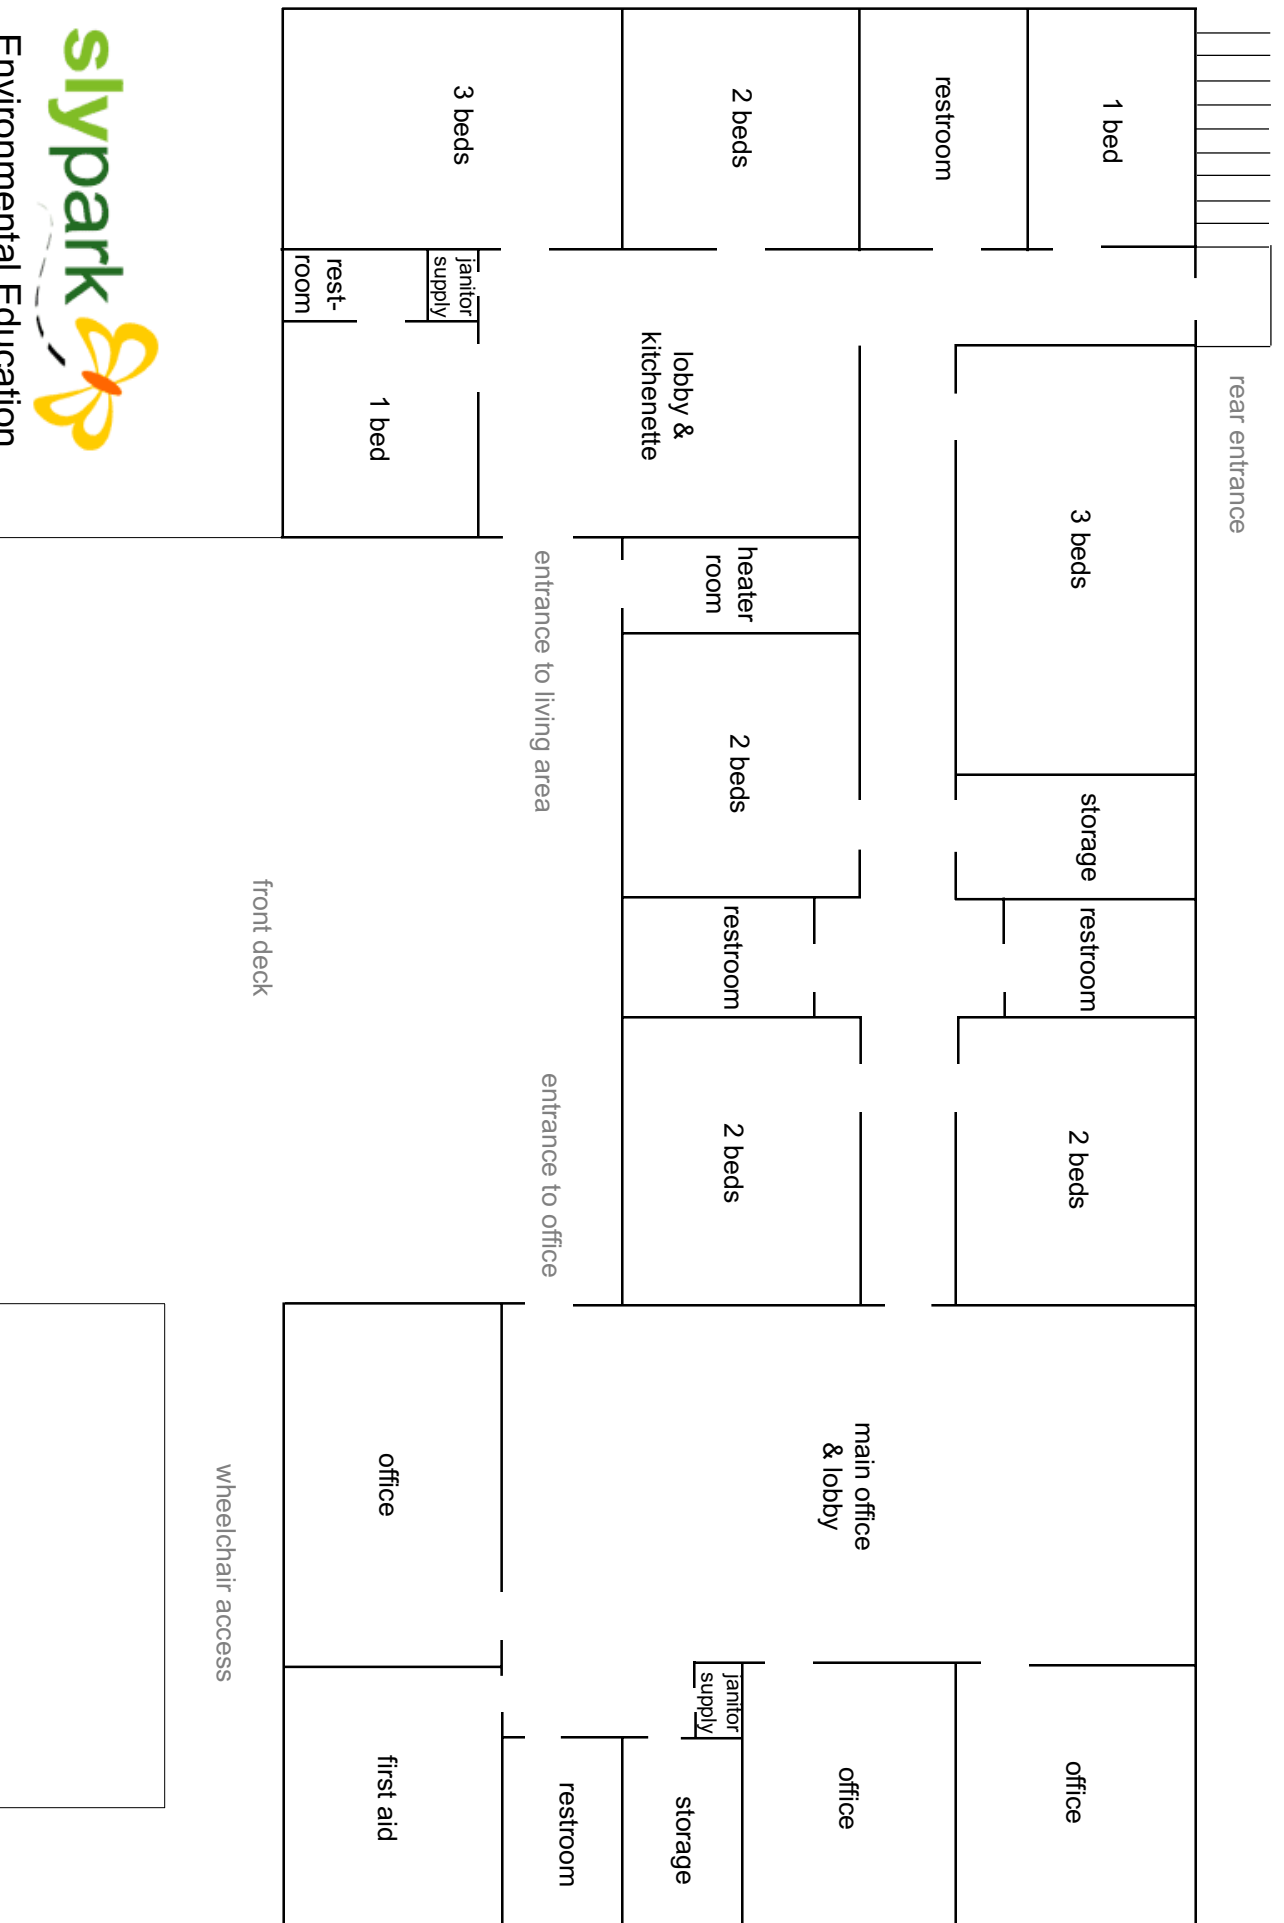 rear entrance
1 bed
3 beds
storage
restroom
2 beds
office
restroom
main office
& lobby
office
2 beds
heater
room
2 beds
restroom
2 beds
janitor
supply
storage
lobby &
kitchenette
restroom
entrance to living area
entrance to office
3 beds
janitor
supply
rest-
room
1 bed
office
first aid
front deck
wheelchair access
slypark
Environmental Education